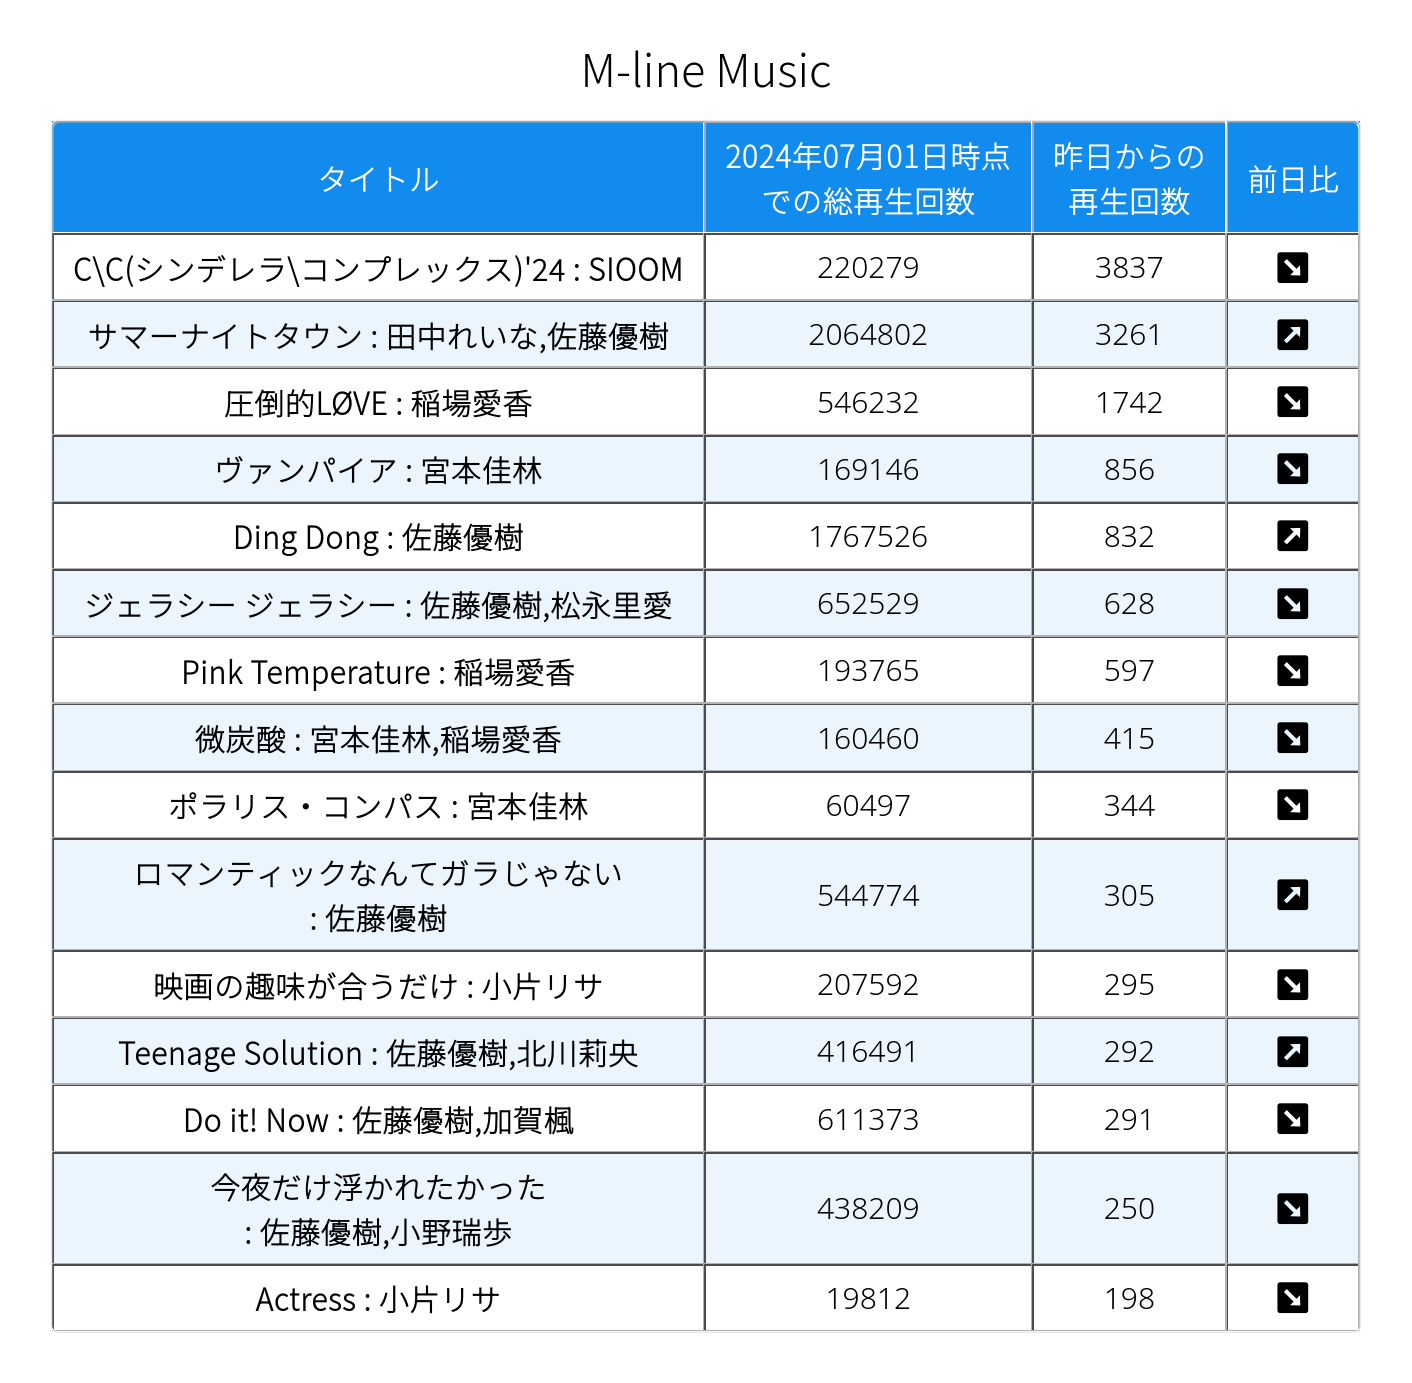 M-line Music
タイトル
2024年07月01日時点
での総再生回数
昨日からの
再生回数
前日比
C\C(シンデレラ\コンプレックス)'24 : SIOOM 220279 3837
サマーナイトタウン : 田中れいな,佐藤優樹 2064802 3261
圧倒的LØVE : 稲場愛香 546232 1742
ヴァンパイア : 宮本佳林 169146 856
Ding Dong : 佐藤優樹 1767526 832
ジェラシー ジェラシー : 佐藤優樹,松永里愛 652529 628
Pink Temperature : 稲場愛香 193765 597
微炭酸 : 宮本佳林,稲場愛香 160460 415
ポラリス・コンパス : 宮本佳林 60497 344
ロマンティックなんてガラじゃない
: 佐藤優樹 544774 305
映画の趣味が合うだけ : 小片リサ 207592 295
Teenage Solution : 佐藤優樹,北川莉央 416491 292
Do it! Now : 佐藤優樹,加賀楓 611373 291
今夜だけ浮かれたかった
: 佐藤優樹,小野瑞歩 438209 250
Actress : 小片リサ 19812 198